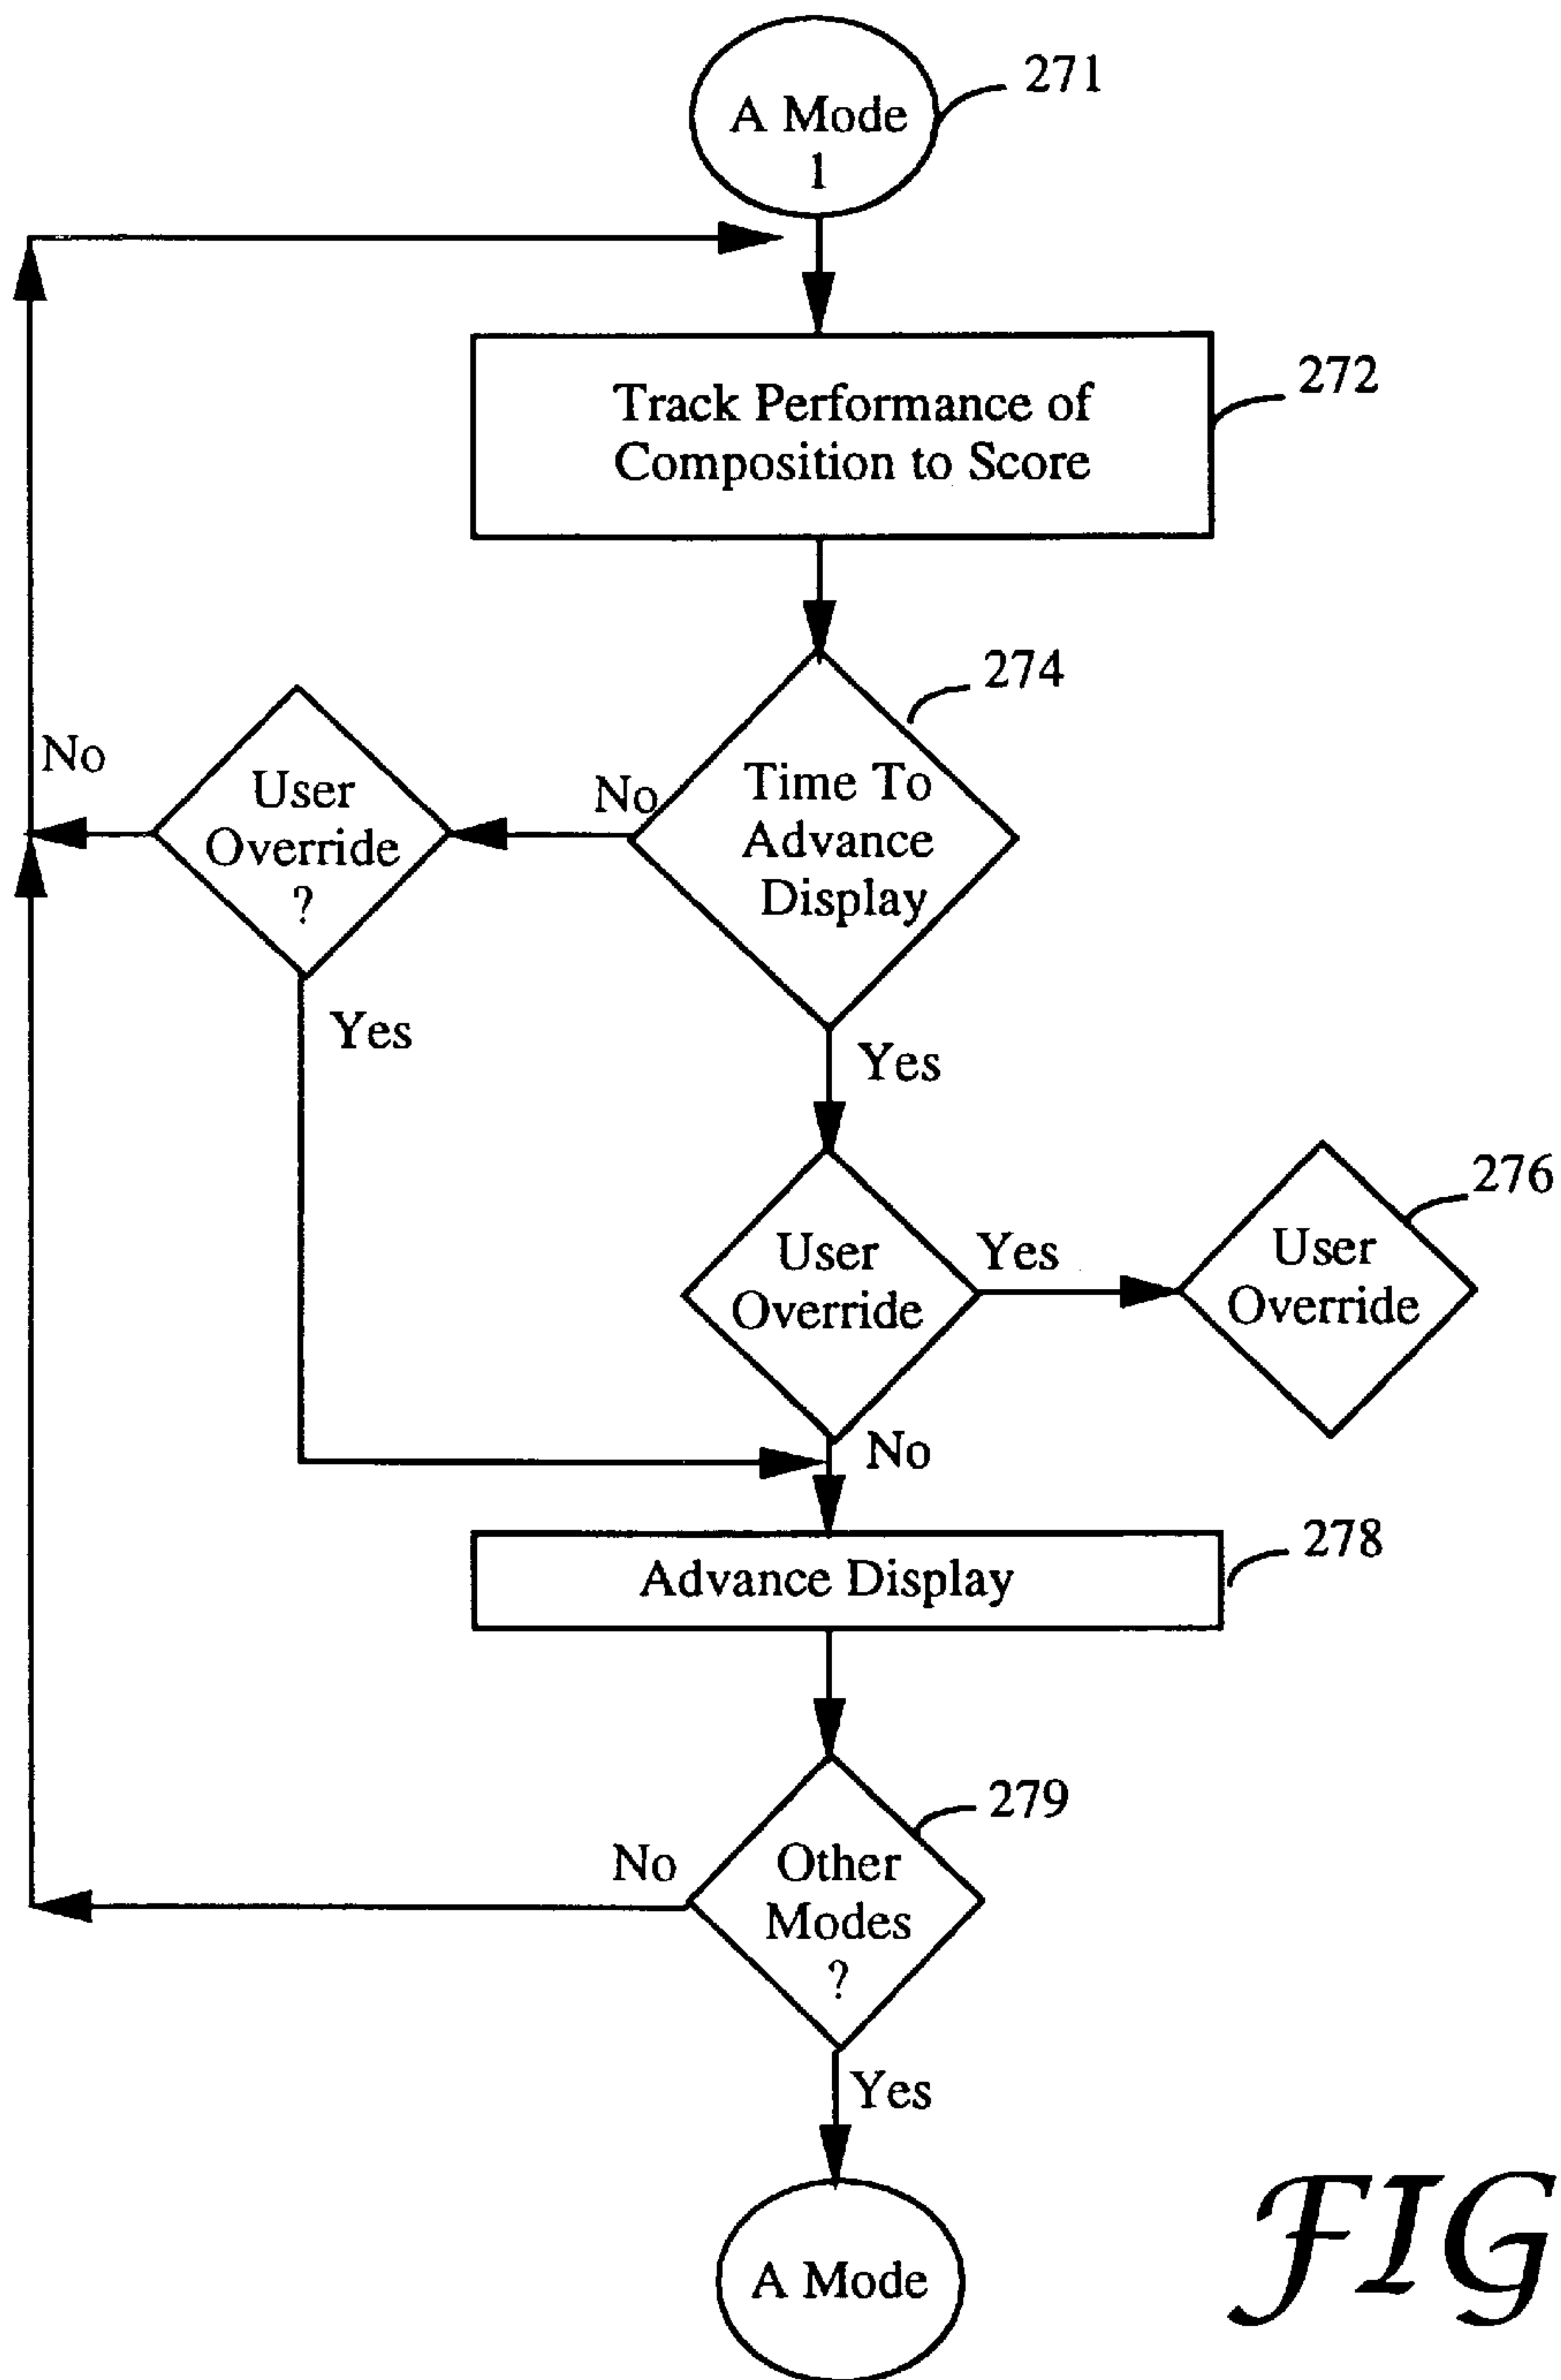 A Mode
1
271
Track Performance of
Composition to Score
272
274
Time To
Advance
Display
No
User
Override
?
No
Yes
Yes
User
Override
Yes
276
User
Override
No
278
Advance Display
279
Other
Modes
?
No
Yes
A Mode
FIG